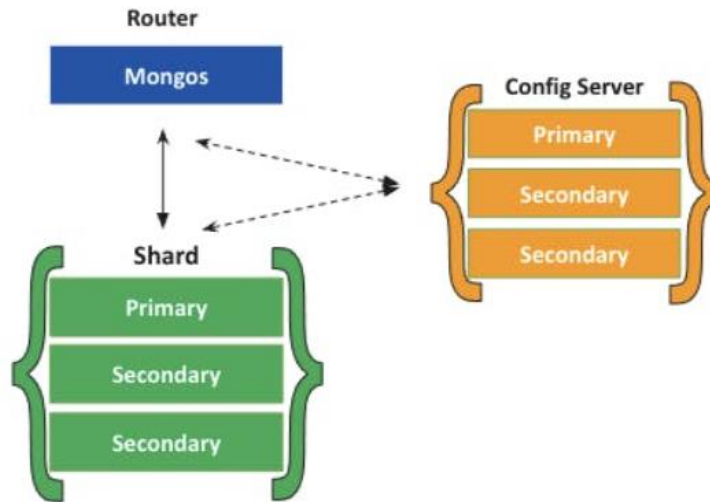 Router
Mongos
Config Server
Primary
Secondary
Secondary
Shard
Primary
Secondary
Secondary